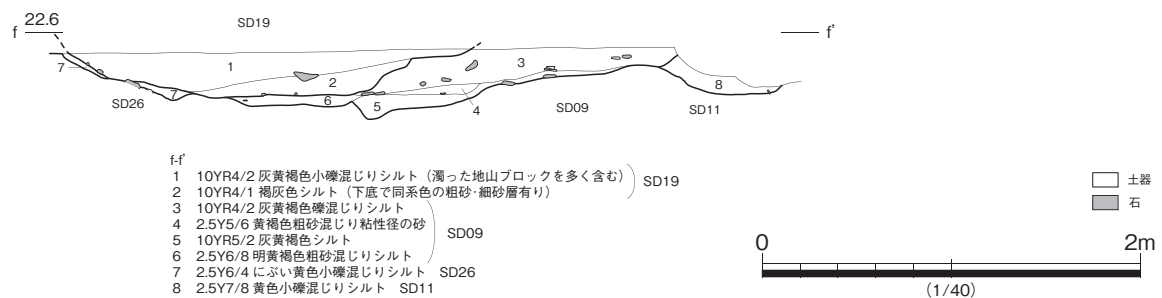 SD19
f 22.6
f'
1
2
3
4
5
6
7
7
8
SD26
SD09
SD11
f-f'
1 10YR4/2 灰黄褐色小礫混じりシルト（濁った地山ブロックを多く含む）
2 10YR4/1 褐灰色シルト（下底で同系色の粗砂･細砂層有り）
SD19
3 10YR4/2 灰黄褐色礫混じりシルト
4 2.5Y5/6 黄褐色粗砂混じり粘性径の砂
5 10YR5/2 灰黄褐色シルト
6 2.5Y6/8 明黄褐色粗砂混じりシルト
SD09
7 2.5Y6/4 にぶい黄色小礫混じりシルト SD26
8 2.5Y7/8 黄色小礫混じりシルト SD11
土器
石
0 2m
（1/40）